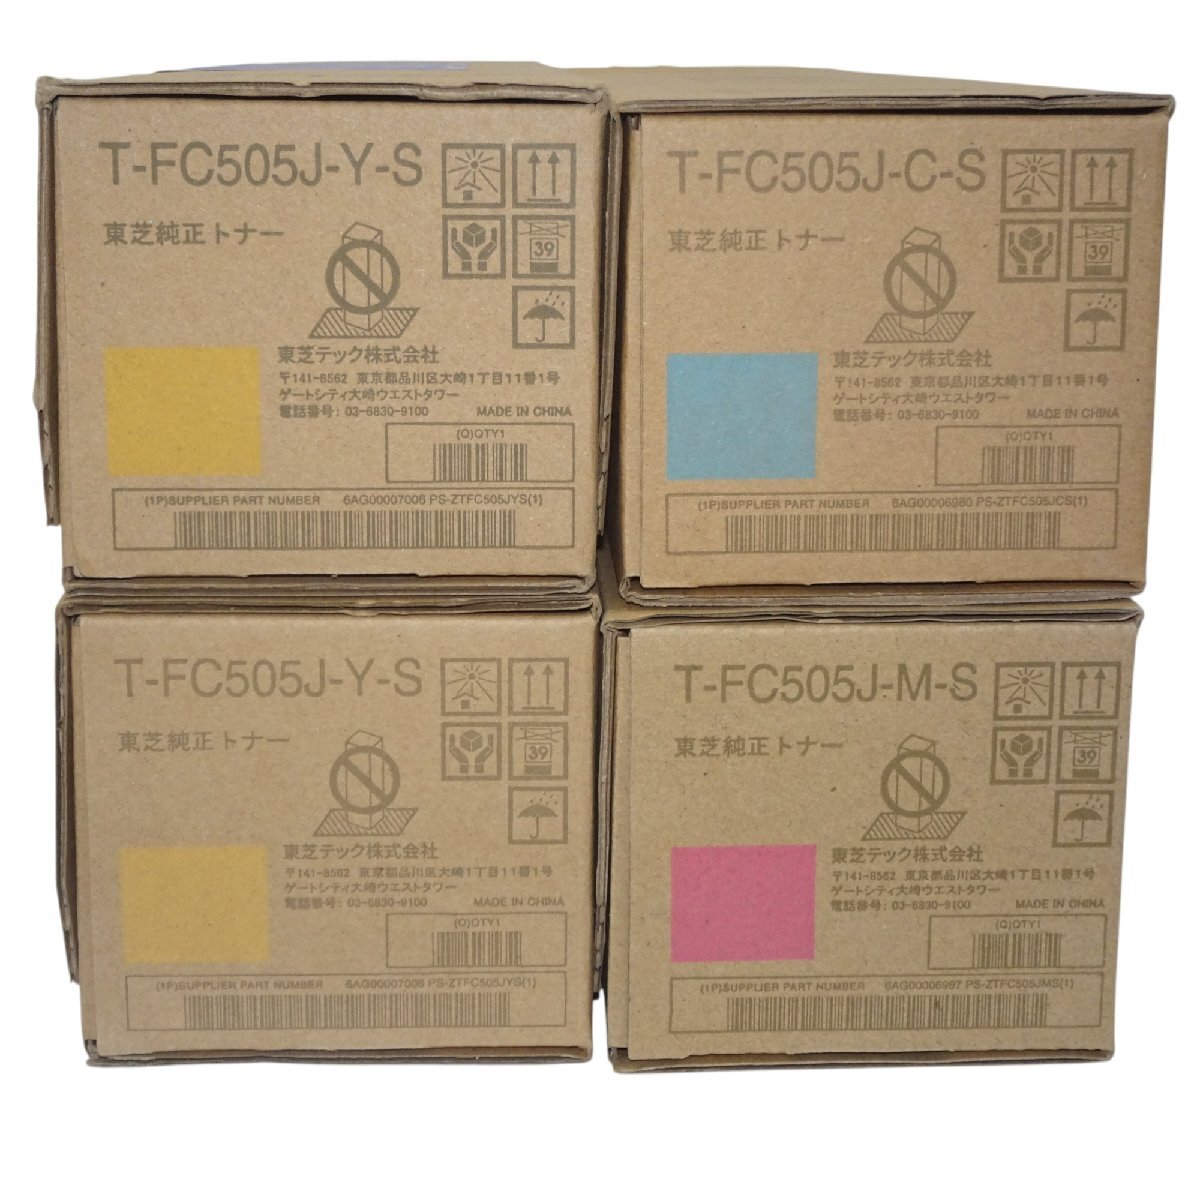 T-FC505J-Y-S
東芝純正トナー
39
東芝テック株式会社
〒141-8562 東京都品川区大崎1丁目11番1号
ゲートシティ大崎ウエストタワー
電話番号: 03-6830-9100 MADE IN CHINA
(Q)QTY1
(1P)SUPPLIER PART NUMBER 6AG00007006 PS-ZTFC505JYS(1)
T-FC505J-C-S
東芝純正トナー
39
東芝テック株式会社
〒141-8562 東京都品川区大崎1丁目11番1号
ゲートシティ大崎ウエストタワー
電話番号: 03-6830-9100 MADE IN CHINA
(Q)QTY1
(1P)SUPPLIER PART NUMBER 6AG00006980 PS-ZTFC505JCS(1)
T-FC505J-Y-S
東芝純正トナー
39
東芝テック株式会社
〒141-8562 東京都品川区大崎1丁目11番1号
ゲートシティ大崎ウエストタワー
電話番号: 03-6830-9100 MADE IN CHINA
(Q)QTY1
(1P)SUPPLIER PART NUMBER 6AG00007006 PS-ZTFC505JYS(1)
T-FC505J-M-S
東芝純正トナー
39
東芝テック株式会社
〒141-8562 東京都品川区大崎1丁目11番1号
ゲートシティ大崎ウエストタワー
電話番号: 03-6830-9100 MADE IN CHINA
(Q)QTY1
(1P)SUPPLIER PART NUMBER 6AG00006997 PS-ZTFC505JMS(1)